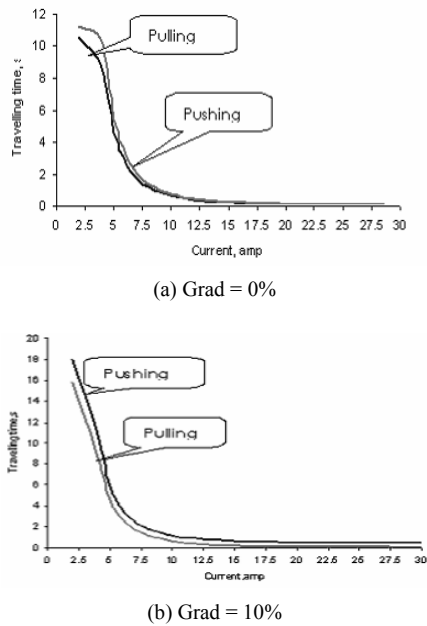 12
10
8
6
4
2
0
Travelling time, s
Pulling
Pushing
0 2.5 5 7.5 10 12.5 15 17.5 20 22.5 25 27.5 30
Current, amp
(a) Grad = 0%
20
18
16
14
12
10
8
6
4
2
0
Traveling time,s
Pushing
Pulling
0 2.5 5 7.5 10 12.5 15 17.5 20 22.5 25 27.5 30
Current,amp
(b) Grad = 10%